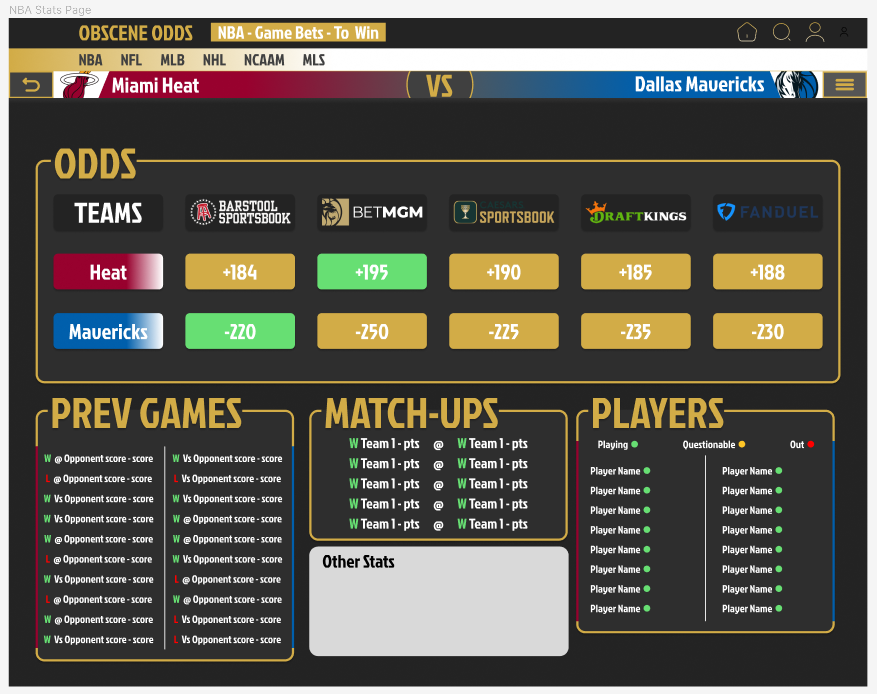 NBA Stats Page
OBSCENE ODDS NBA - Game Bets - To Win
NBA NFL MLB NHL NCAAM MLS
Miami Heat VS Dallas Mavericks
ODDS
TEAMS BARSTOOL SPORTSBOOK BETMGM CAESARS SPORTSBOOK DRAFTKINGS FANDUEL
Heat +184 +195 +190 +185 +188
Mavericks -220 -250 -225 -235 -230
PREV GAMES
W @ Opponent score - score W Vs Opponent score - score
L @ Opponent score - score L Vs Opponent score - score
W Vs Opponent score - score W Vs Opponent score - score
W Vs Opponent score - score W @ Opponent score - score
W @ Opponent score - score W @ Opponent score - score
L @ Opponent score - score W Vs Opponent score - score
W Vs Opponent score - score L @ Opponent score - score
L @ Opponent score - score W @ Opponent score - score
W @ Opponent score - score L Vs Opponent score - score
W Vs Opponent score - score L Vs Opponent score - score
MATCH-UPS
W Team 1 - pts @ W Team 1 - pts
W Team 1 - pts @ W Team 1 - pts
W Team 1 - pts @ W Team 1 - pts
W Team 1 - pts @ W Team 1 - pts
W Team 1 - pts @ W Team 1 - pts
Other Stats
PLAYERS
Playing Questionable Out
Player Name Player Name
Player Name Player Name
Player Name Player Name
Player Name Player Name
Player Name Player Name
Player Name Player Name
Player Name Player Name
Player Name Player Name